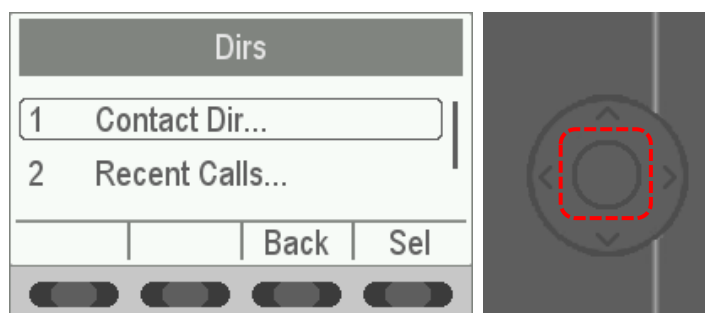 Dirs
1 Contact Dir...
2 Recent Calls...
Back Sel